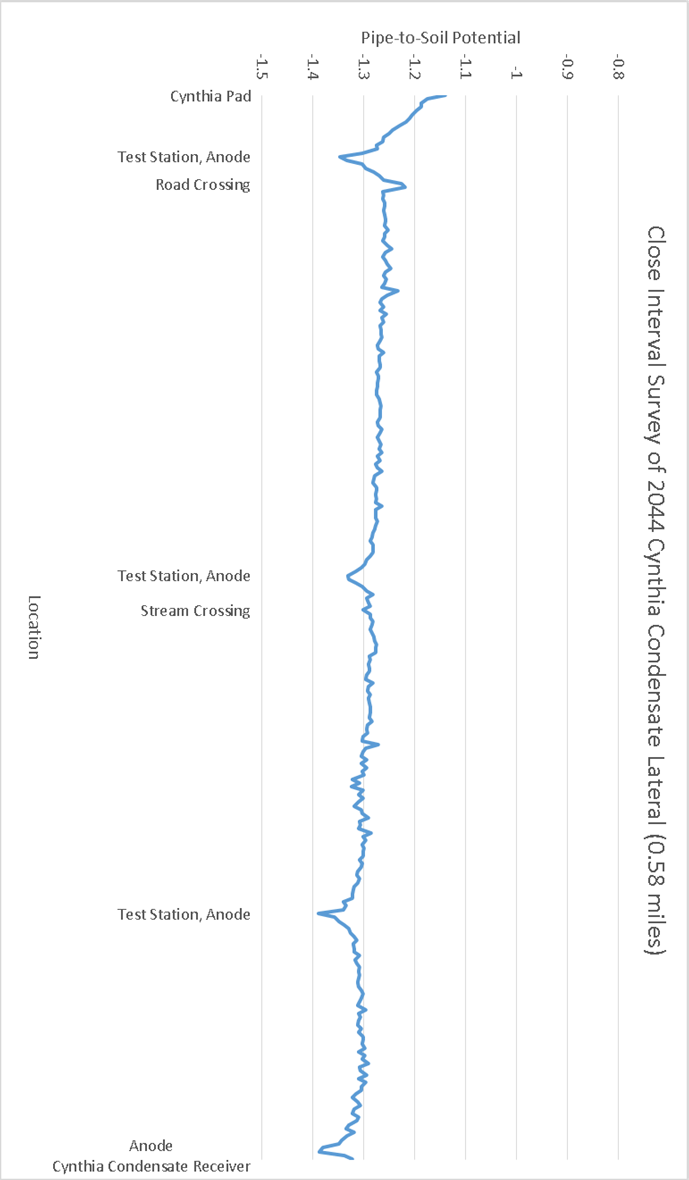 Close Interval Survey of 2044 Cynthia Condensate Lateral (0.58 miles)
Pipe-to-Soil Potential
-1.5
-1.4
-1.3
-1.2
-1.1
-1
-0.9
-0.8
Cynthia Pad
Test Station, Anode
Road Crossing
Test Station, Anode
Stream Crossing
Test Station, Anode
Anode
Cynthia Condensate Receiver
Location